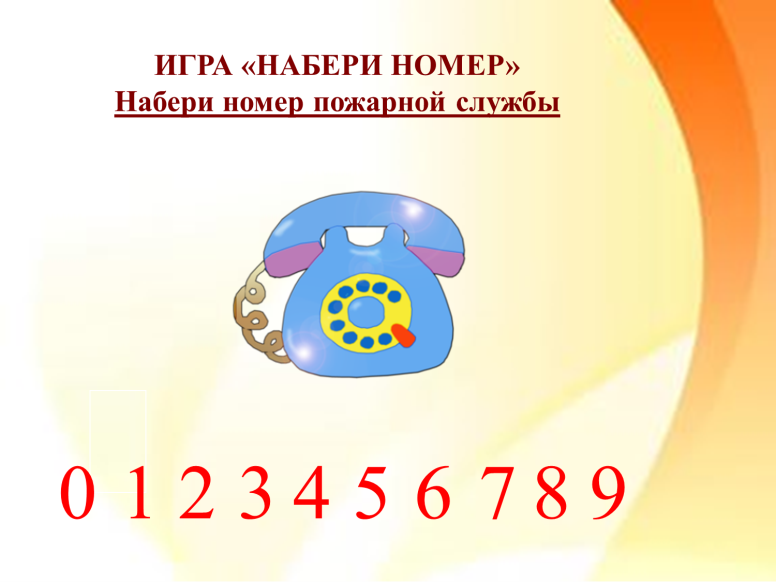 ИГРА «НАБЕРИ НОМЕР»
Набери номер пожарной службы
0 1 2 3 4 5 6 7 8 9